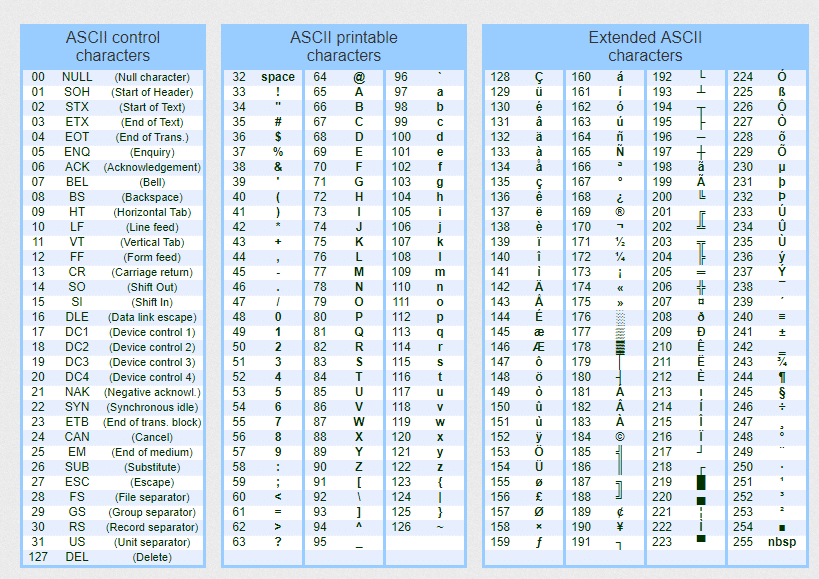 ASCII control characters
ASCII printable characters
Extended ASCII characters
00 NULL (Null character) 32 space 64 @ 96 ` 128 Ç 160 á 192 └ 224 Ó
01 SOH (Start of Header) 33 ! 65 A 97 a 129 ü 161 í 193 ┴ 225 ß
02 STX (Start of Text) 34 " 66 B 98 b 130 é 162 ó 194 ┬ 226 Ô
03 ETX (End of Text) 35 # 67 C 99 c 131 â 163 ú 195 ├ 227 Ò
04 EOT (End of Trans.) 36 $ 68 D 100 d 132 ä 164 ñ 196 ─ 228 õ
05 ENQ (Enquiry) 37 % 69 E 101 e 133 à 165 Ñ 197 ┼ 229 Õ
06 ACK (Acknowledgement) 38 & 70 F 102 f 134 å 166 ª 198 ã 230 µ
07 BEL (Bell) 39 ' 71 G 103 g 135 ç 167 º 199 Ã 231 þ
08 BS (Backspace) 40 ( 72 H 104 h 136 ê 168 ¿ 200 ╚ 232 Þ
09 HT (Horizontal Tab) 41 ) 73 I 105 i 137 ë 169 ® 201 ╔ 233 Ú
10 LF (Line feed) 42 * 74 J 106 j 138 è 170 ¬ 202 ╩ 234 Û
11 VT (Vertical Tab) 43 + 75 K 107 k 139 ï 171 ½ 203 ╦ 235 Ù
12 FF (Form feed) 44 , 76 L 108 l 140 î 172 ¼ 204 ╠ 236 ý
13 CR (Carriage return) 45 - 77 M 109 m 141 ì 173 ¡ 205 ═ 237 Ý
14 SO (Shift Out) 46 . 78 N 110 n 142 Ä 174 « 206 ╬ 238 ¯
15 SI (Shift In) 47 / 79 O 111 o 143 Å 175 » 207 ¤ 239 ´
16 DLE (Data link escape) 48 0 80 P 112 p 144 É 176 ░ 208 ð 240 ≡
17 DC1 (Device control 1) 49 1 81 Q 113 q 145 æ 177 ▒ 209 Ð 241 ±
18 DC2 (Device control 2) 50 2 82 R 114 r 146 Æ 178 ▓ 210 Ê 242 ‗
19 DC3 (Device control 3) 51 3 83 S 115 s 147 ô 179 │ 211 Ë 243 ¾
20 DC4 (Device control 4) 52 4 84 T 116 t 148 ö 180 ┤ 212 È 244 ¶
21 NAK (Negative acknowl.) 53 5 85 U 117 u 149 ò 181 Á 213 ı 245 §
22 SYN (Synchronous idle) 54 6 86 V 118 v 150 û 182 Â 214 Í 246 ÷
23 ETB (End of trans. block) 55 7 87 W 119 w 151 ù 183 À 215 Î 247 ¸
24 CAN (Cancel) 56 8 88 X 120 x 152 ÿ 184 © 216 Ï 248 °
25 EM (End of medium) 57 9 89 Y 121 y 153 Ö 185 ╣ 217 ┘ 249 ¨
26 SUB (Substitute) 58 : 90 Z 122 z 154 Ü 186 ║ 218 ┌ 250 ·
27 ESC (Escape) 59 ; 91 [ 123 { 155 ø 187 ╗ 219 █ 251 ¹
28 FS (File separator) 60 < 92 \ 124 | 156 £ 188 ╝ 220 ▄ 252 ³
29 GS (Group separator) 61 = 93 ] 125 } 157 Ø 189 ¢ 221 ¦ 253 ²
30 RS (Record separator) 62 > 94 ^ 126 ~ 158 × 190 ¥ 222 Ì 254 ■
31 US (Unit separator) 63 ? 95 _ 159 ƒ 191 ┐ 223 ▀ 255 nbsp
127 DEL (Delete)